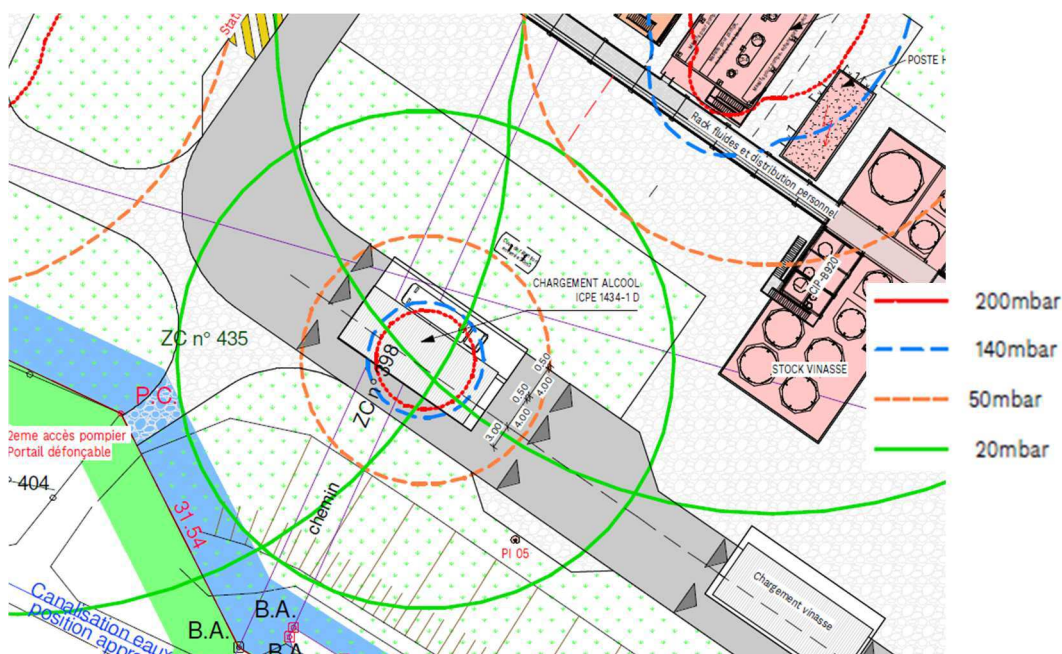 Stati
POSTE H
Rack fluides et distribution personnel
CIP-B920
CHARGEMENT ALCOOL
ICPE 1434-1 D
200mbar
140mbar
50mbar
20mbar
ZC n° 435
ZC n° 398
STOCK VINASSE
0.50
0.50
4.00
4.00
3.00
P.C.
2eme accès pompier
Portail défonçable
404
31.54
chemin
PI 05
Chargement vinasse
Canalisation eaux
position appro
B.A.
B.A.
B.A.